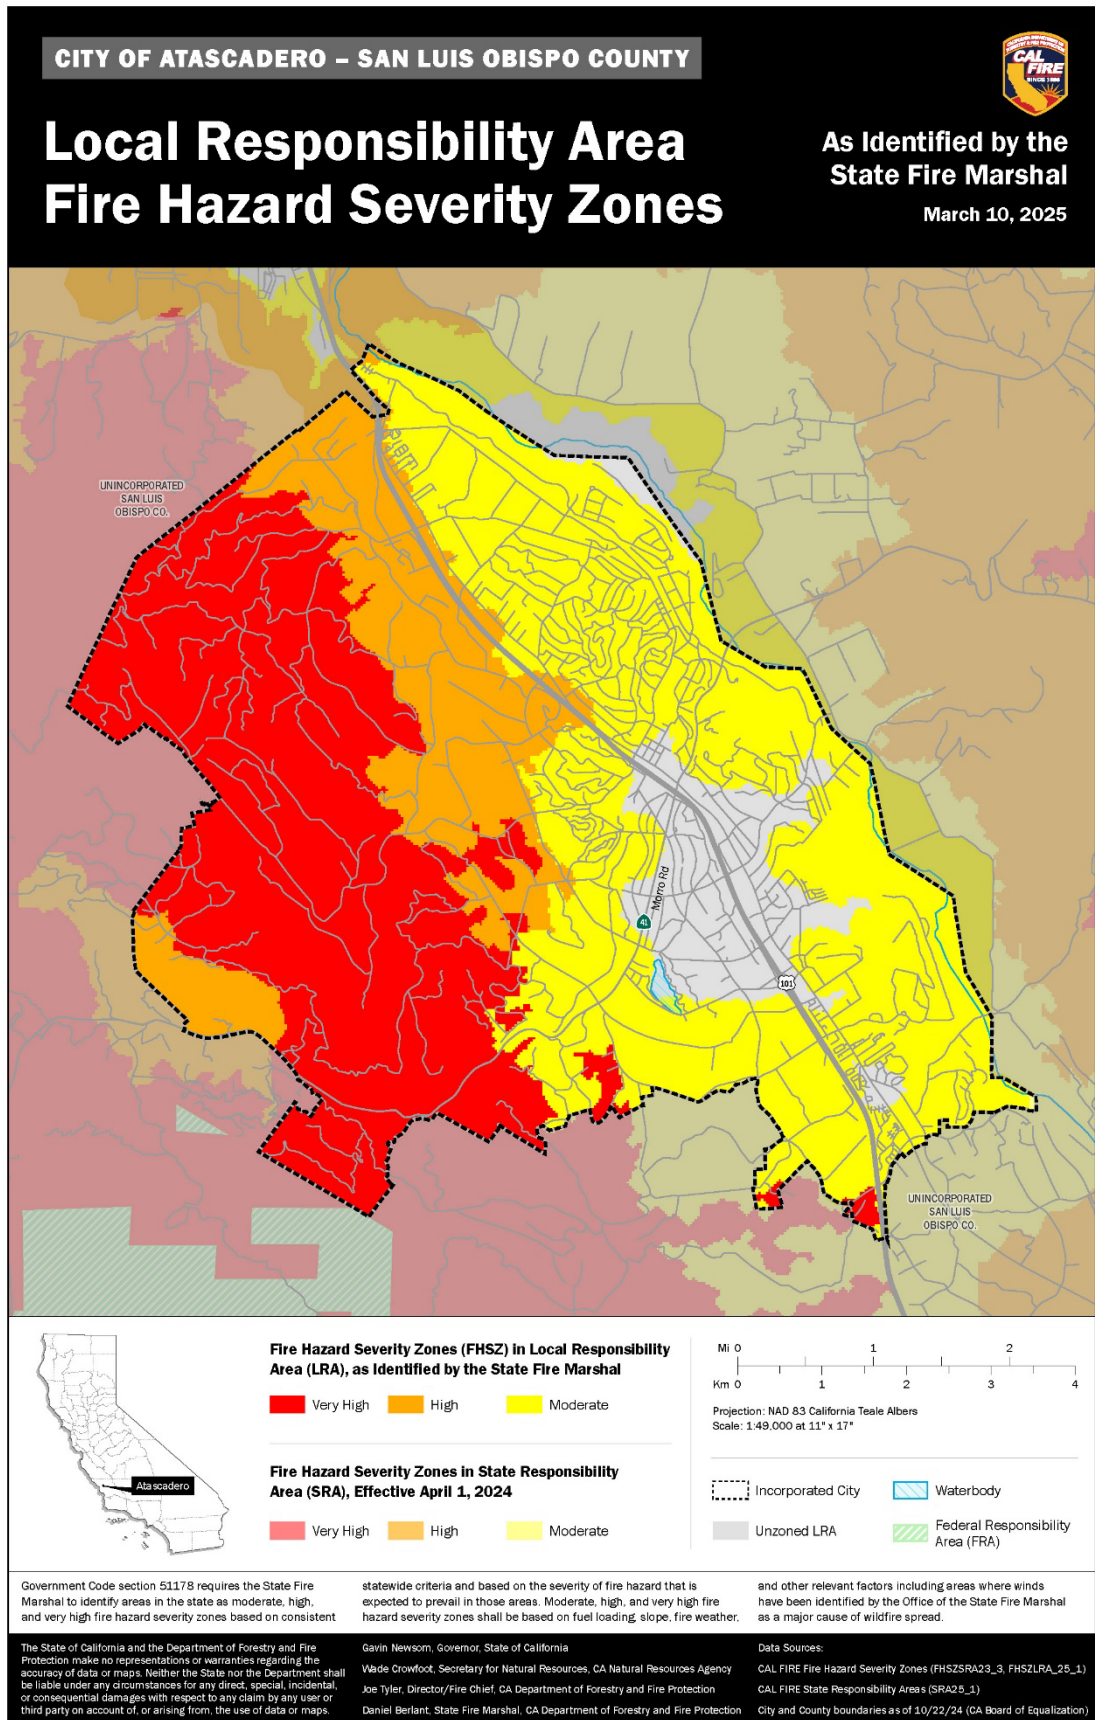 CITY OF ATASCADERO – SAN LUIS OBISPO COUNTY
CAL
FIRE
SINCE 1885
Local Responsibility Area
Fire Hazard Severity Zones
As Identified by the
State Fire Marshal
March 10, 2025
UNINCORPORATED
SAN LUIS
OBISPO CO.
Morro Rd
41
101
UNINCORPORATED
SAN LUIS
OBISPO CO.
Atascadero
Fire Hazard Severity Zones (FHSZ) in Local Responsibility
Area (LRA), as Identified by the State Fire Marshal
Very High High Moderate
Fire Hazard Severity Zones in State Responsibility
Area (SRA), Effective April 1, 2024
Very High High Moderate
Mi 0 1 2
Km 0 1 2 3 4
Projection: NAD 83 California Teale Albers
Scale: 1:49,000 at 11" x 17"
Incorporated City
Waterbody
Unzoned LRA
Federal Responsibility
Area (FRA)
Government Code section 51178 requires the State Fire
Marshal to identify areas in the state as moderate, high,
and very high fire hazard severity zones based on consistent
statewide criteria and based on the severity of fire hazard that is
expected to prevail in those areas. Moderate, high, and very high fire
hazard severity zones shall be based on fuel loading, slope, fire weather,
and other relevant factors including areas where winds
have been identified by the Office of the State Fire Marshal
as a major cause of wildfire spread.
The State of California and the Department of Forestry and Fire
Protection make no representations or warranties regarding the
accuracy of data or maps. Neither the State nor the Department shall
be liable under any circumstances for any direct, special, incidental,
or consequential damages with respect to any claim by any user or
third party on account of, or arising from, the use of data or maps.
Gavin Newsom, Governor, State of California
Wade Crowfoot, Secretary for Natural Resources, CA Natural Resources Agency
Joe Tyler, Director/Fire Chief, CA Department of Forestry and Fire Protection
Daniel Berlant, State Fire Marshal, CA Department of Forestry and Fire Protection
Data Sources:
CAL FIRE Fire Hazard Severity Zones (FHSZSRA23_3, FHSZLRA_25_1)
CAL FIRE State Responsibility Areas (SRA25_1)
City and County boundaries as of 10/22/24 (CA Board of Equalization)